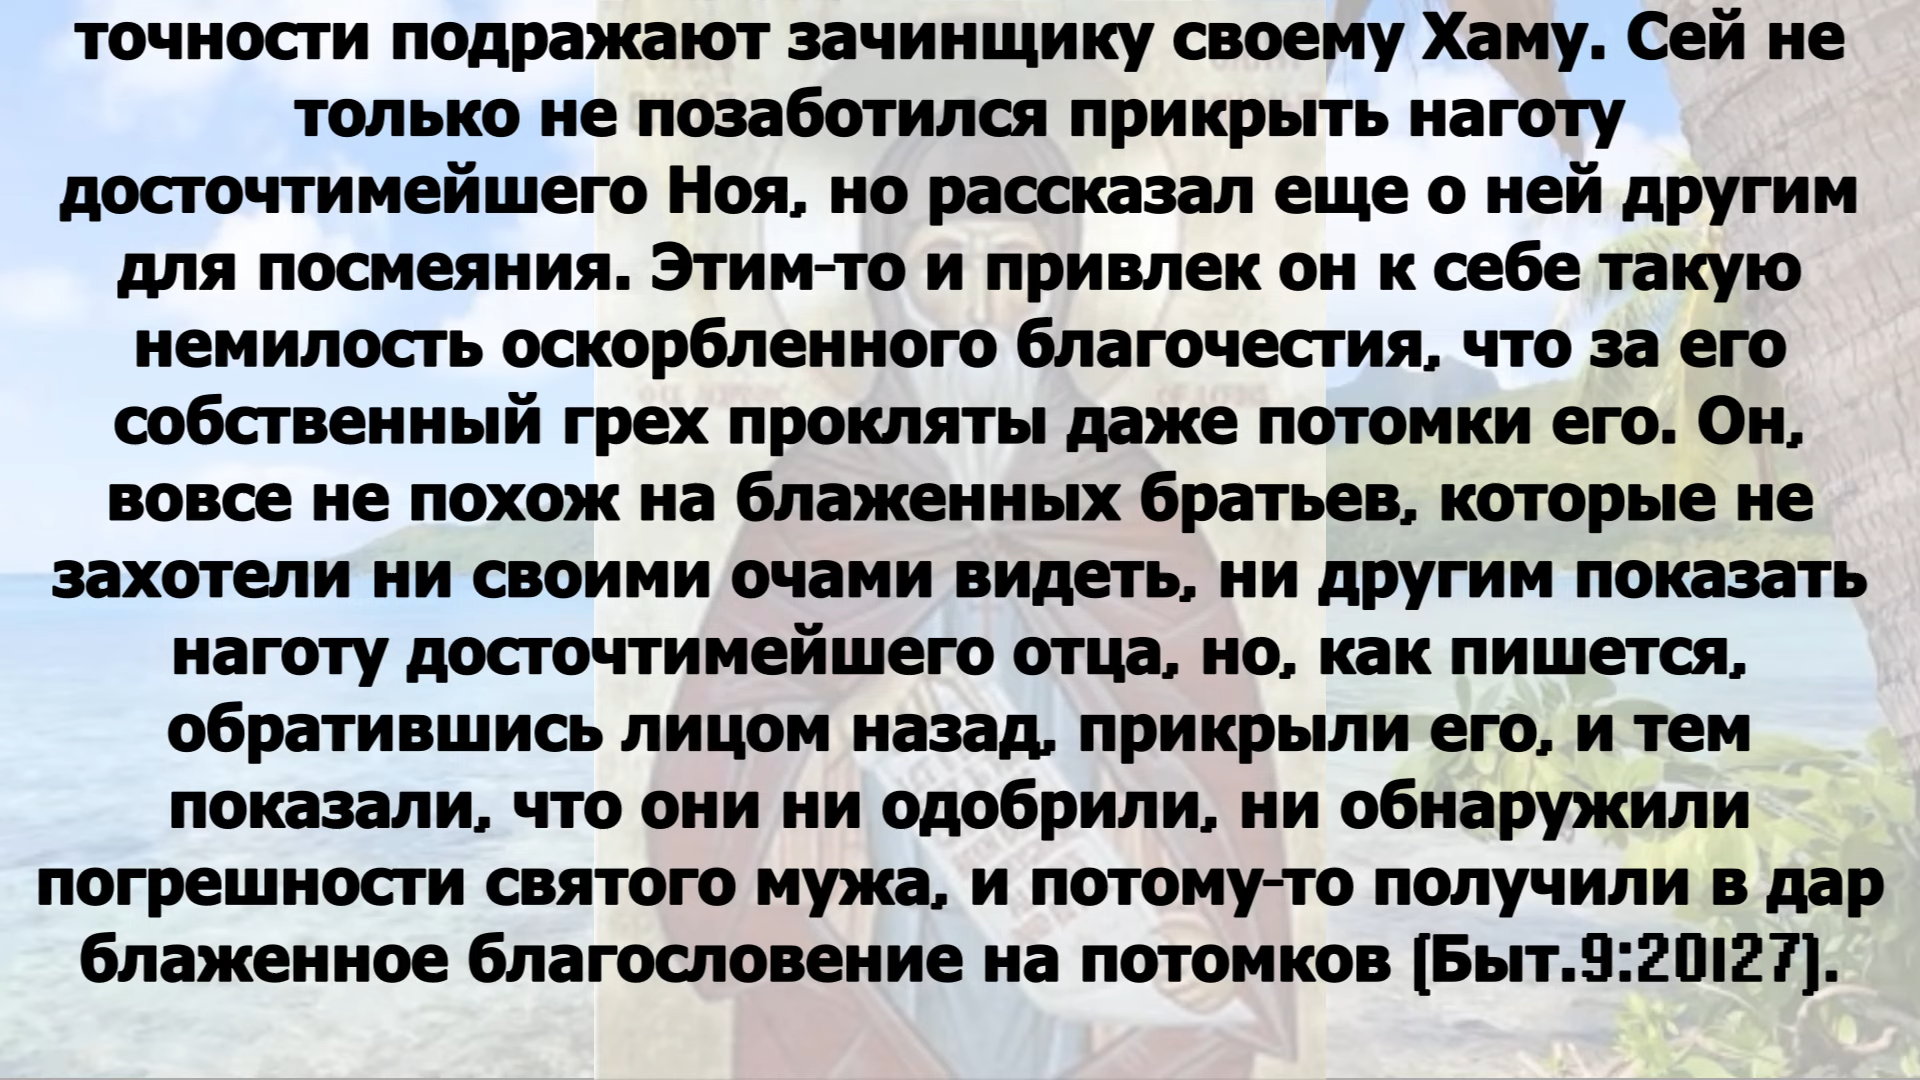 точности подражают зачинщику своему Хаму. Сей не
только не позаботился прикрыть наготу
досточтимейшего Ноя, но рассказал еще о ней другим
для посмеяния. Этим-то и привлек он к себе такую
немилость оскорбленного благочестия, что за его
собственный грех прокляты даже потомки его. Он,
вовсе не похож на блаженных братьев, которые не
захотели ни своими очами видеть, ни другим показать
наготу досточтимейшего отца, но, как пишется,
обратившись лицом назад, прикрыли его, и тем
показали, что они ни одобрили, ни обнаружили
погрешности святого мужа, и потому-то получили в дар
блаженное благословение на потомков (Быт.9:20I27).